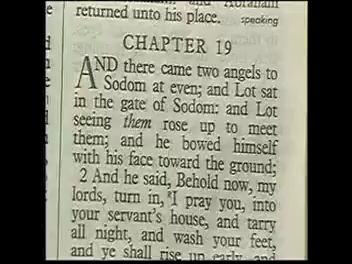 Abraham
returned unto his place.
speaking
CHAPTER 19
AND there came two angels to
Sodom at even; and Lot sat
in the gate of Sodom: and Lot
seeing them rose up to meet
them; and he bowed himself
with his face toward the ground;
2 And he said, Behold now, my
lords, turn in, I pray you, into
your servant's house, and tarry
all night, and wash your feet,
and ye shall rise up early, and